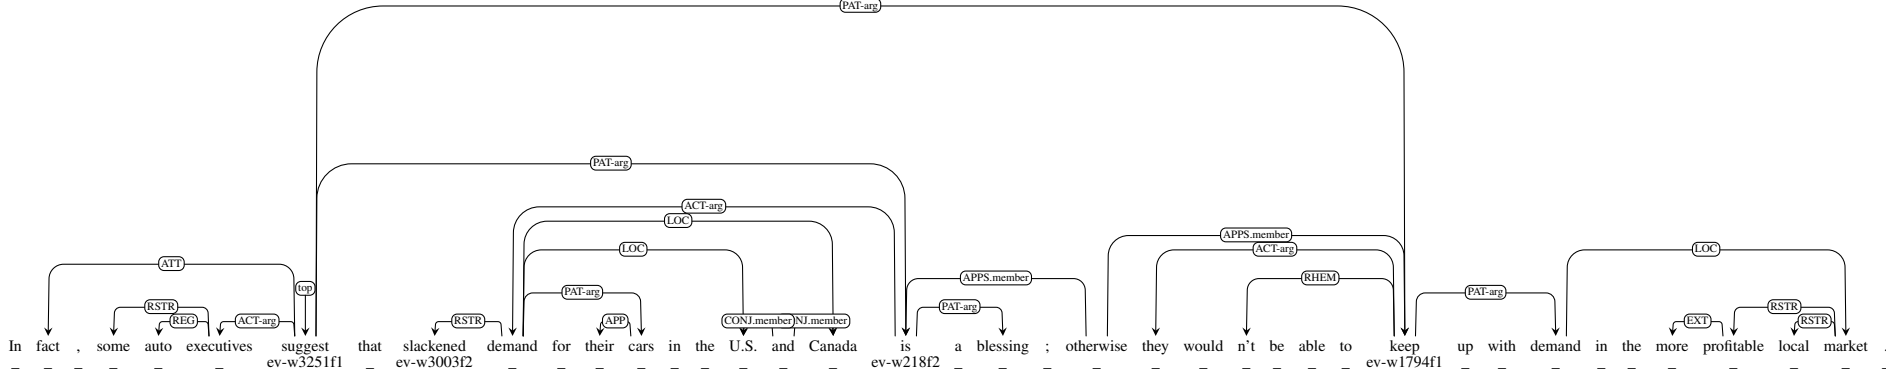 PAT-arg
PAT-arg
ACT-arg
LOC
APPS.member
LOC ACT-arg LOC
ATT APPS.member RHEM
top PAT-arg PAT-arg
RSTR PAT-arg RSTR
REG ACT-arg RSTR APP CONJ.member NJ.member EXT RSTR
In fact , some auto executives suggest that slackened demand for their cars in the U.S. and Canada is a blessing ; otherwise they would n't be able to keep up with demand in the more profitable local market .
_ _ _ _ _ _ ev-w3251f1 _ ev-w3003f2 _ _ _ _ _ _ _ _ _ ev-w218f2 _ _ _ _ _ _ _ _ _ _ ev-w1794f1 _ _ _ _ _ _ _ _ _ _